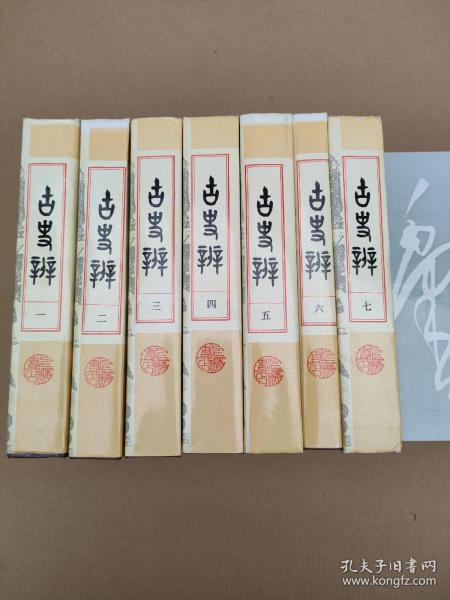 古史辨
一
古史辨
二
古史辨
三
古史辨
四
古史辨
五
古史辨
六
古史辨
七
孔夫子旧书网
www.kongfz.com